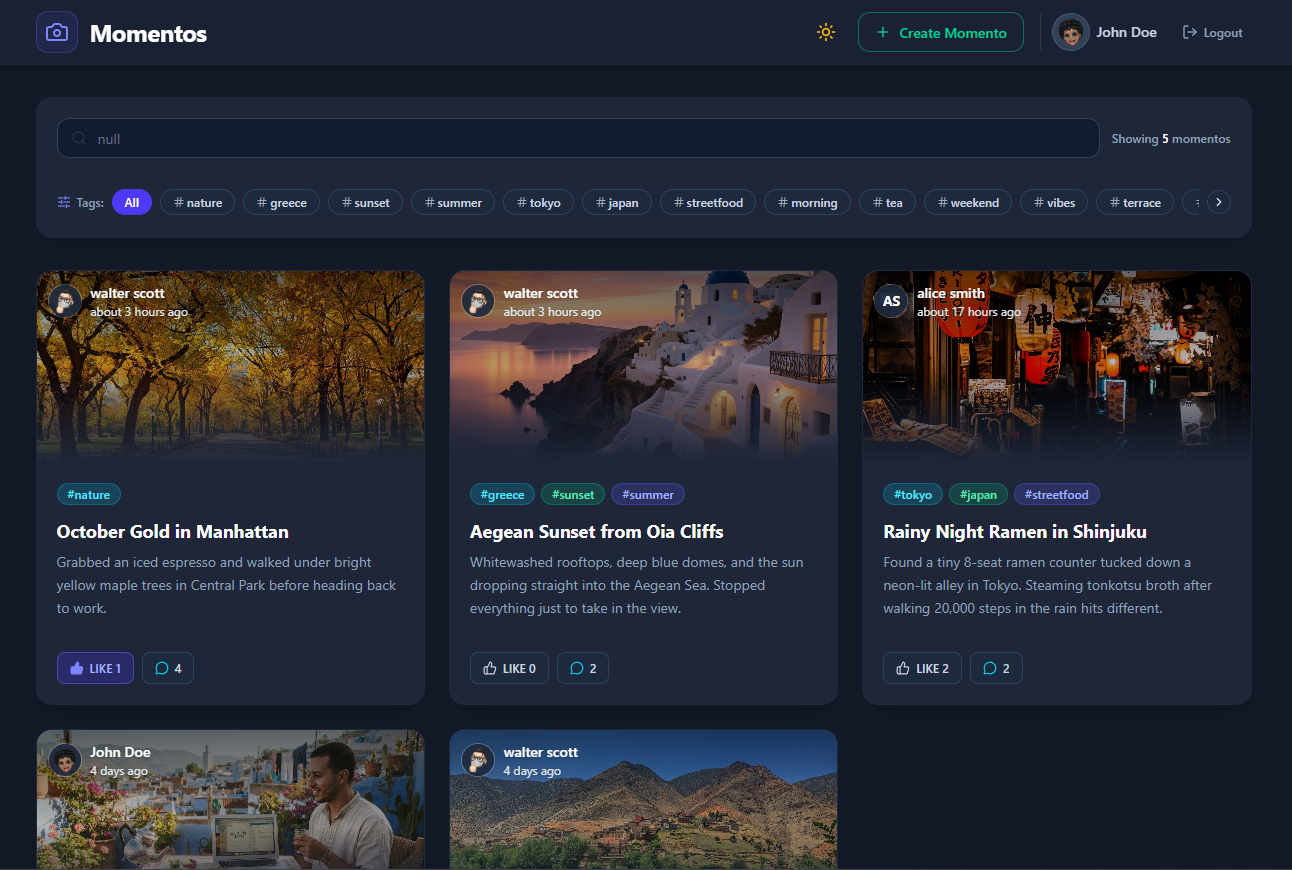 Momentos
Create Momento
John Doe
Logout
null
Showing 5 momentos
Tags:
All
# nature
# greece
# sunset
# summer
# tokyo
# japan
# streetfood
# morning
# tea
# weekend
# vibes
# terrace
walter scott
about 3 hours ago
#nature
October Gold in Manhattan
Grabbed an iced espresso and walked under bright
yellow maple trees in Central Park before heading back
to work.
LIKE 1
4
walter scott
about 3 hours ago
#greece
#sunset
#summer
Aegean Sunset from Oia Cliffs
Whitewashed rooftops, deep blue domes, and the sun
dropping straight into the Aegean Sea. Stopped
everything just to take in the view.
LIKE 0
2
AS
alice smith
about 17 hours ago
#tokyo
#japan
#streetfood
Rainy Night Ramen in Shinjuku
Found a tiny 8-seat ramen counter tucked down a
neon-lit alley in Tokyo. Steaming tonkotsu broth after
walking 20,000 steps in the rain hits different.
LIKE 2
2
John Doe
4 days ago
walter scott
4 days ago